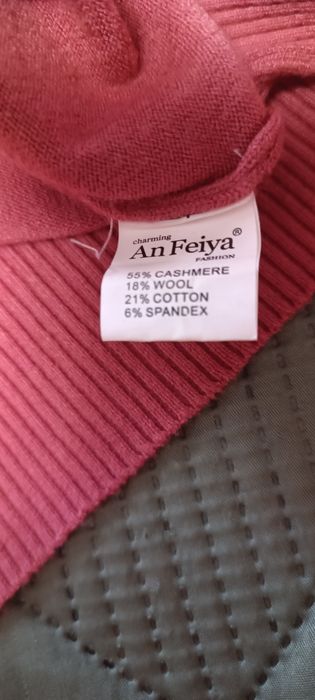 charming
An Feiya®
FASHION
55% CASHMERE
18% WOOL
21% COTTON
6% SPANDEX